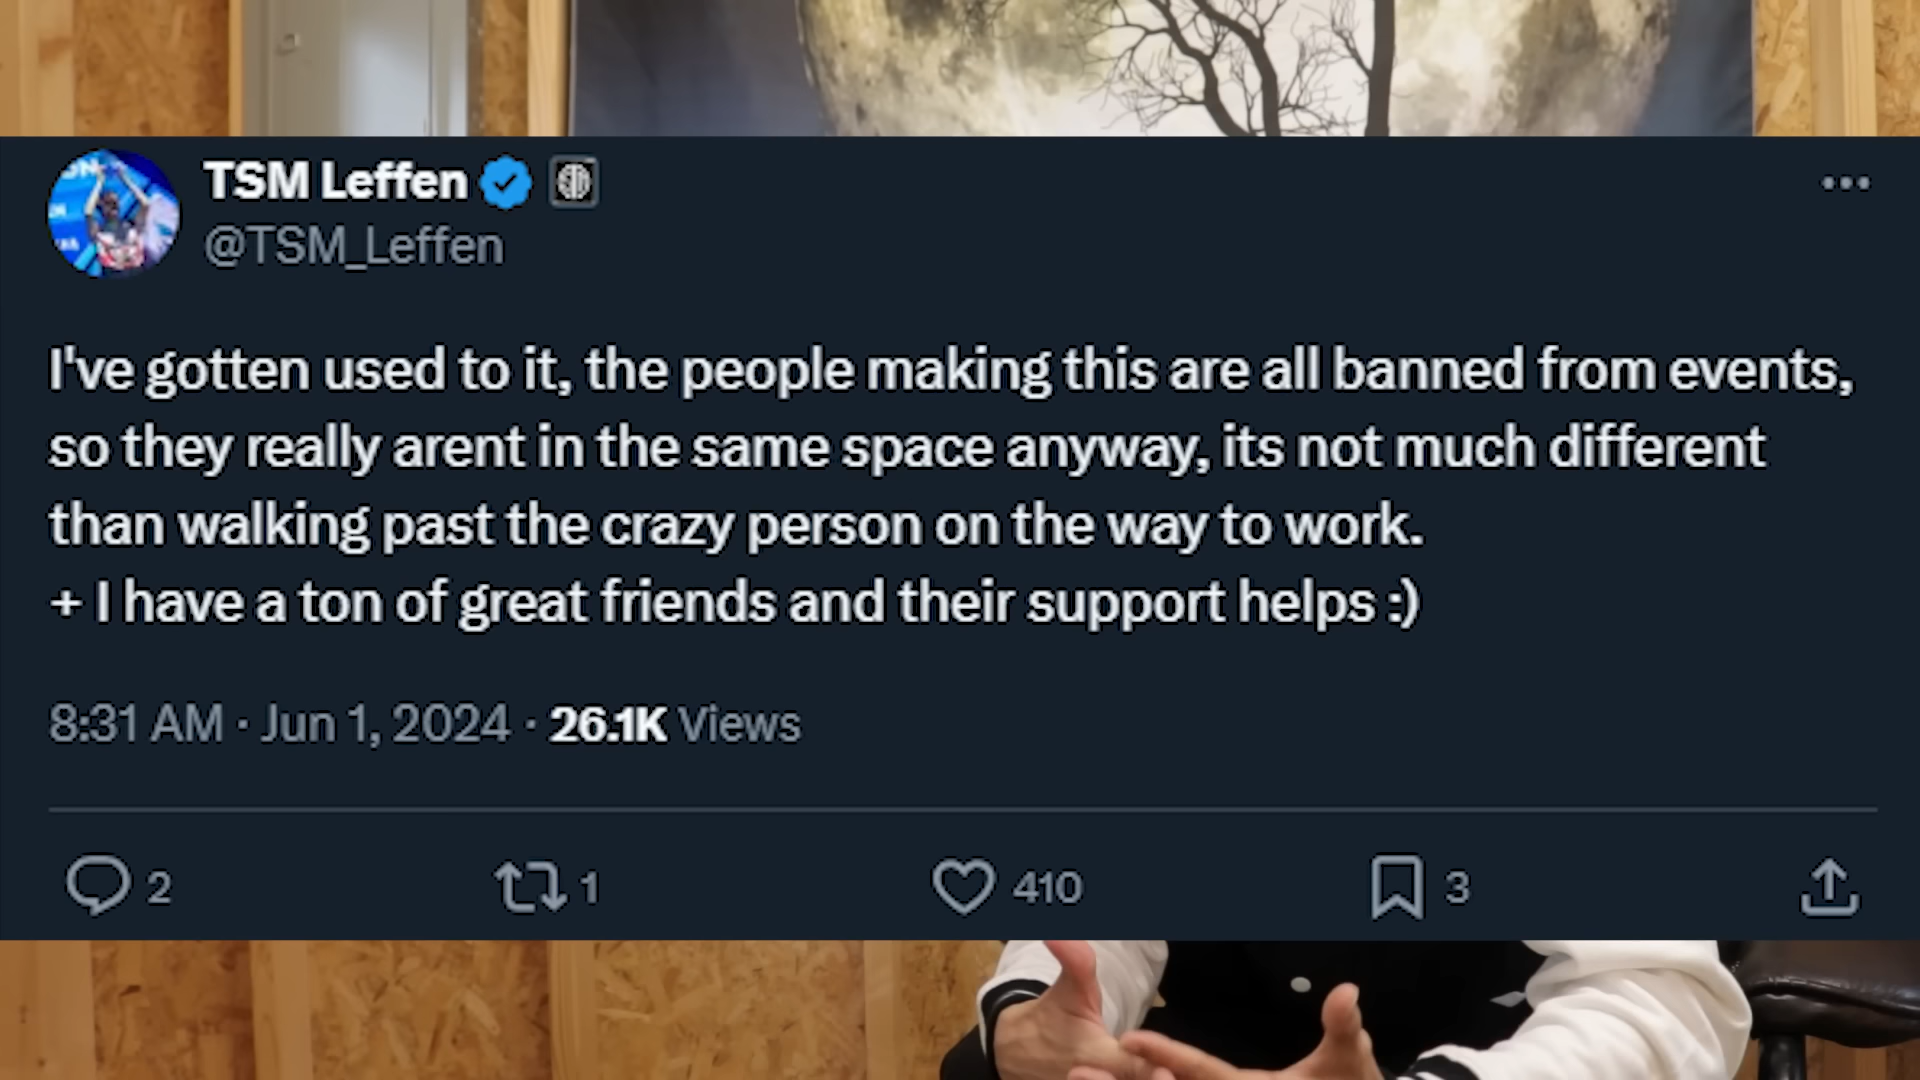 TSM Leffen
@TSM_Leffen
I've gotten used to it, the people making this are all banned from events,
so they really arent in the same space anyway, its not much different
than walking past the crazy person on the way to work.
+ I have a ton of great friends and their support helps :)
8:31 AM · Jun 1, 2024 · 26.1K Views
2 1 410 3